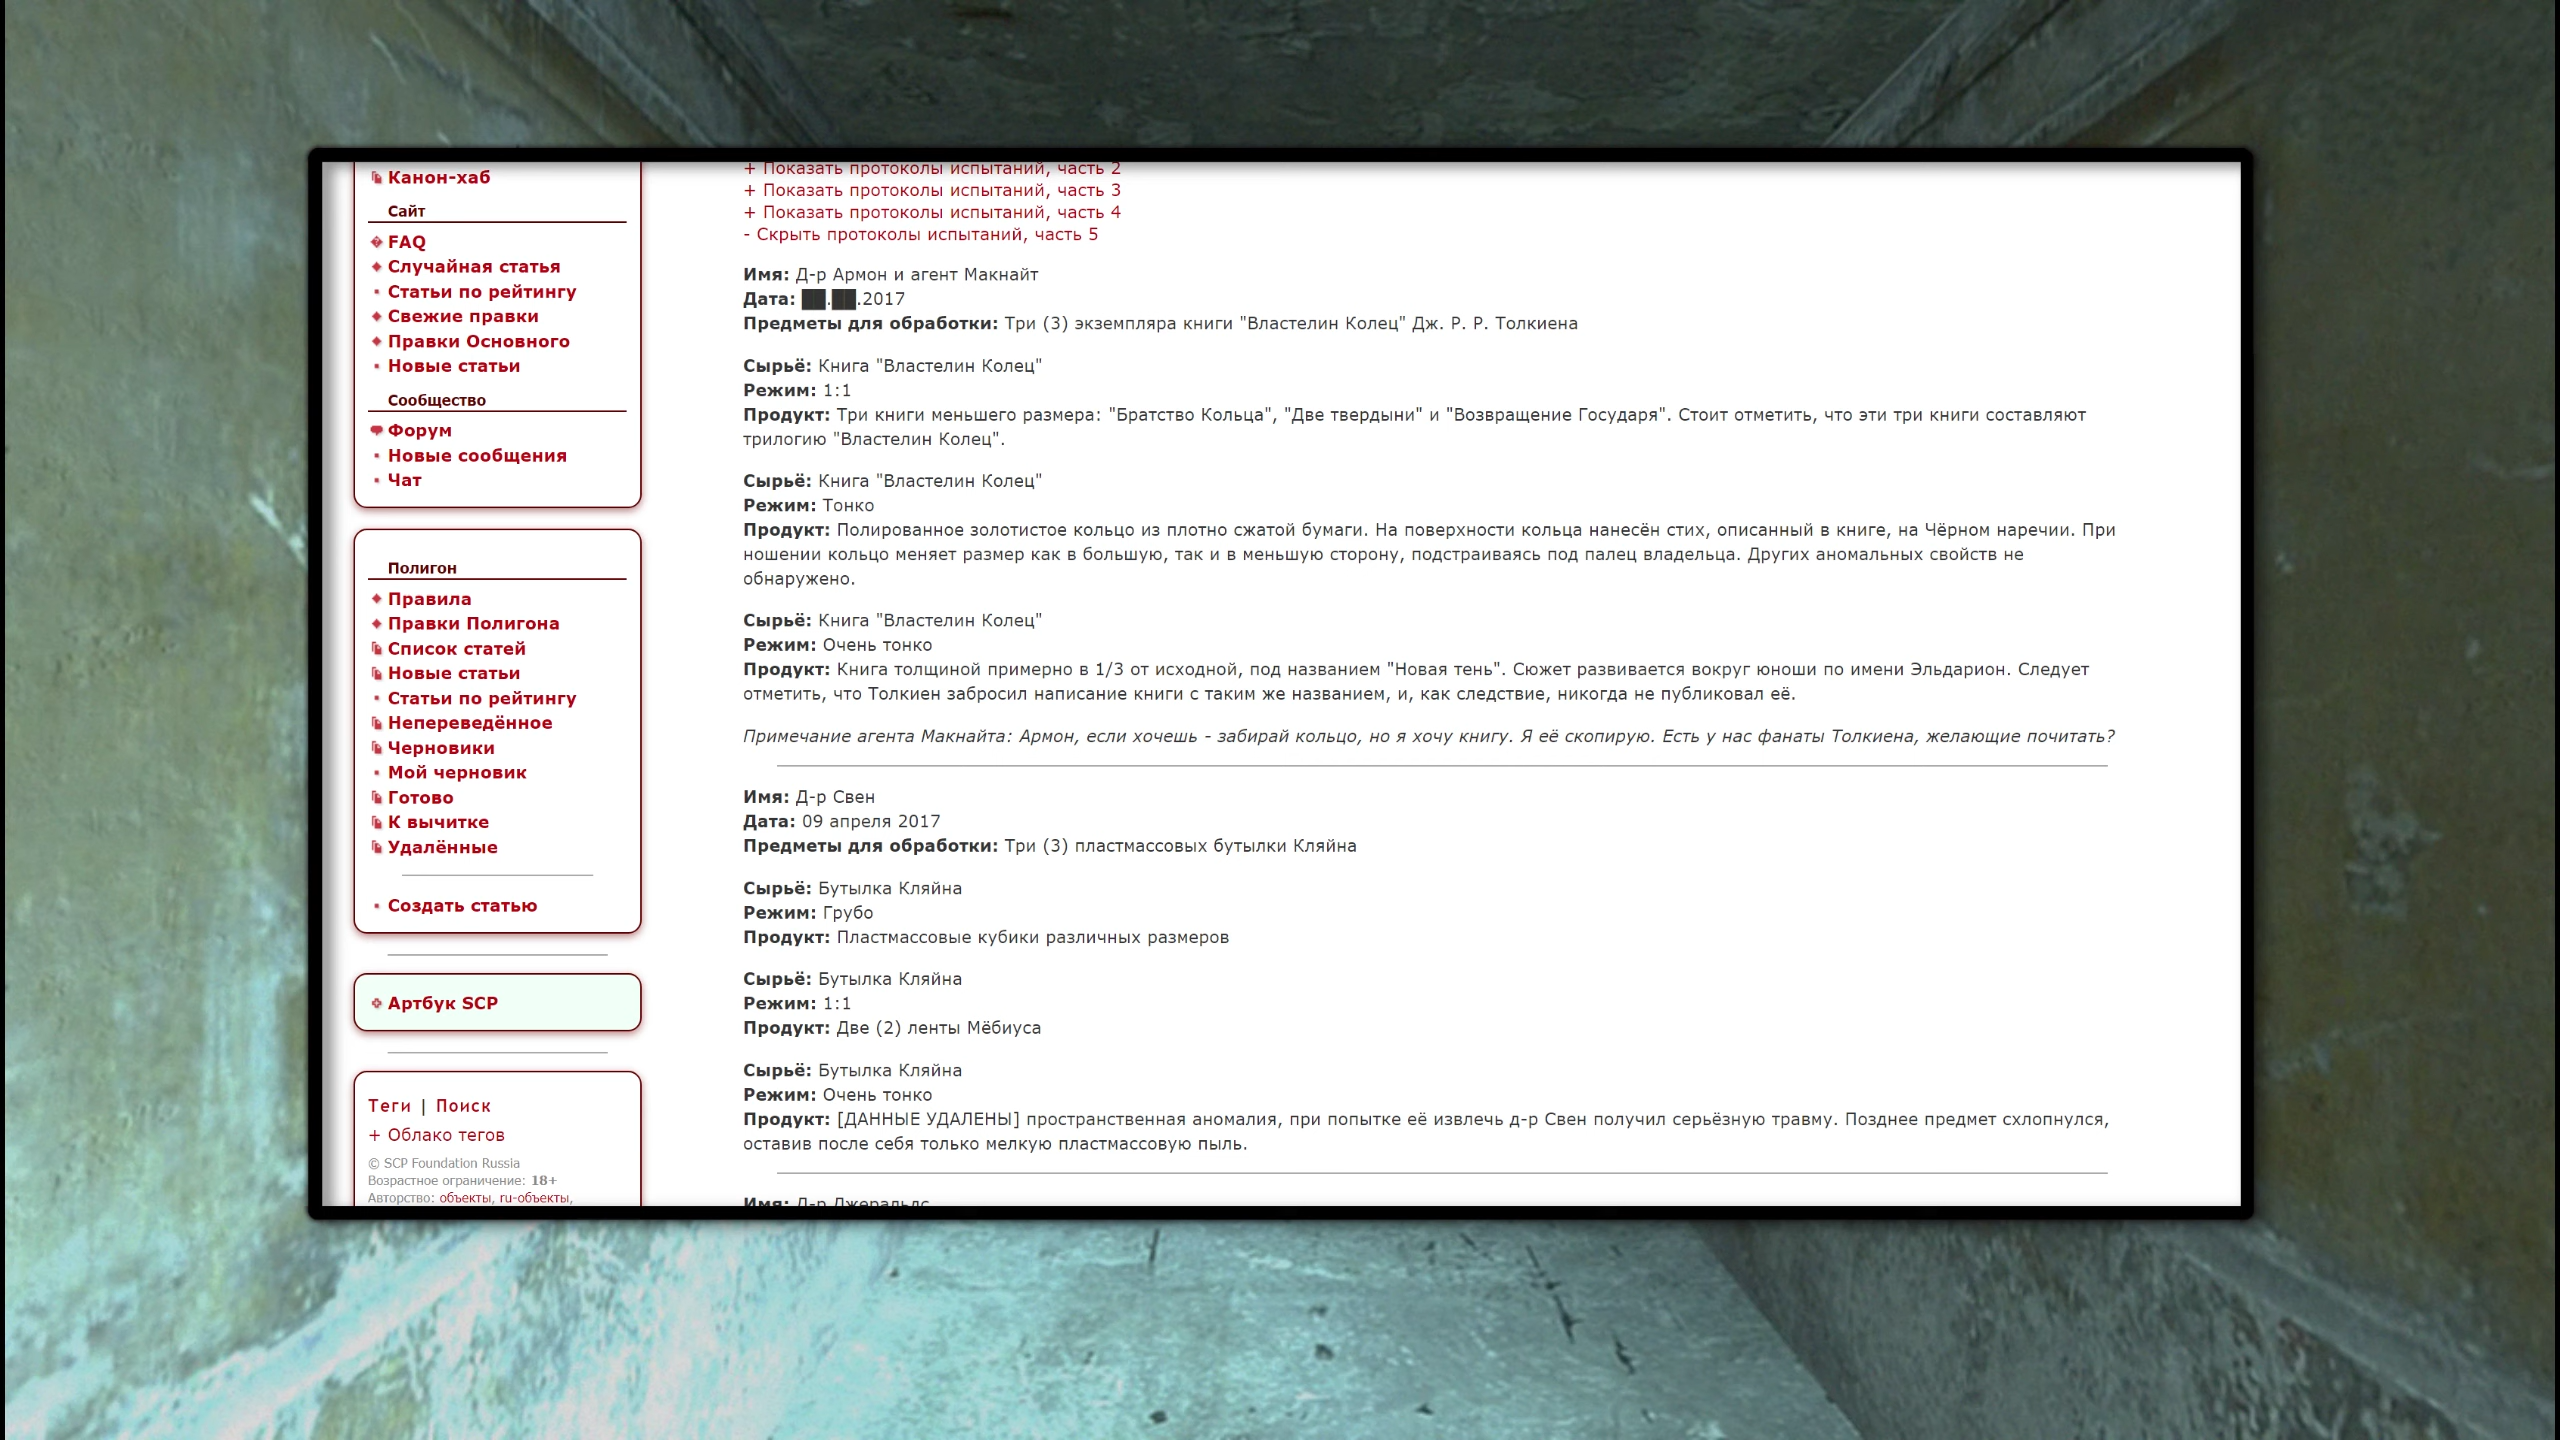 Канон-хаб
Сайт
FAQ
Случайная статья
Статьи по рейтингу
Свежие правки
Правки Основного
Новые статьи
Сообщество
Форум
Новые сообщения
Чат
Полигон
Правила
Правки Полигона
Список статей
Новые статьи
Статьи по рейтингу
Непереведённое
Черновики
Мой черновик
Готово
К вычитке
Удалённые
Создать статью
Артбук SCP
Теги | Поиск
+ Облако тегов
© SCP Foundation Russia
Возрастное ограничение: 18+
Авторство: объекты, ru-объекты,
+ Показать протоколы испытаний, часть 2
+ Показать протоколы испытаний, часть 3
+ Показать протоколы испытаний, часть 4
- Скрыть протоколы испытаний, часть 5
Имя: Д-р Армон и агент Макнайт
Дата: ██.██.2017
Предметы для обработки: Три (3) экземпляра книги "Властелин Колец" Дж. Р. Р. Толкиена
Сырьё: Книга "Властелин Колец"
Режим: 1:1
Продукт: Три книги меньшего размера: "Братство Кольца", "Две твердыни" и "Возвращение Государя". Стоит отметить, что эти три книги составляют
трилогию "Властелин Колец".
Сырьё: Книга "Властелин Колец"
Режим: Тонко
Продукт: Полированное золотистое кольцо из плотно сжатой бумаги. На поверхности кольца нанесён стих, описанный в книге, на Чёрном наречии. При
ношении кольцо меняет размер как в большую, так и в меньшую сторону, подстраиваясь под палец владельца. Других аномальных свойств не
обнаружено.
Сырьё: Книга "Властелин Колец"
Режим: Очень тонко
Продукт: Книга толщиной примерно в 1/3 от исходной, под названием "Новая тень". Сюжет развивается вокруг юноши по имени Эльдарион. Следует
отметить, что Толкиен забросил написание книги с таким же названием, и, как следствие, никогда не публиковал её.
Примечание агента Макнайта: Армон, если хочешь - забирай кольцо, но я хочу книгу. Я её скопирую. Есть у нас фанаты Толкиена, желающие почитать?
Имя: Д-р Свен
Дата: 09 апреля 2017
Предметы для обработки: Три (3) пластмассовых бутылки Кляйна
Сырьё: Бутылка Кляйна
Режим: Грубо
Продукт: Пластмассовые кубики различных размеров
Сырьё: Бутылка Кляйна
Режим: 1:1
Продукт: Две (2) ленты Мёбиуса
Сырьё: Бутылка Кляйна
Режим: Очень тонко
Продукт: [ДАННЫЕ УДАЛЕНЫ] пространственная аномалия, при попытке её извлечь д-р Свен получил серьёзную травму. Позднее предмет схлопнулся,
оставив после себя только мелкую пластмассовую пыль.
Имя: Д-р Джеральдс